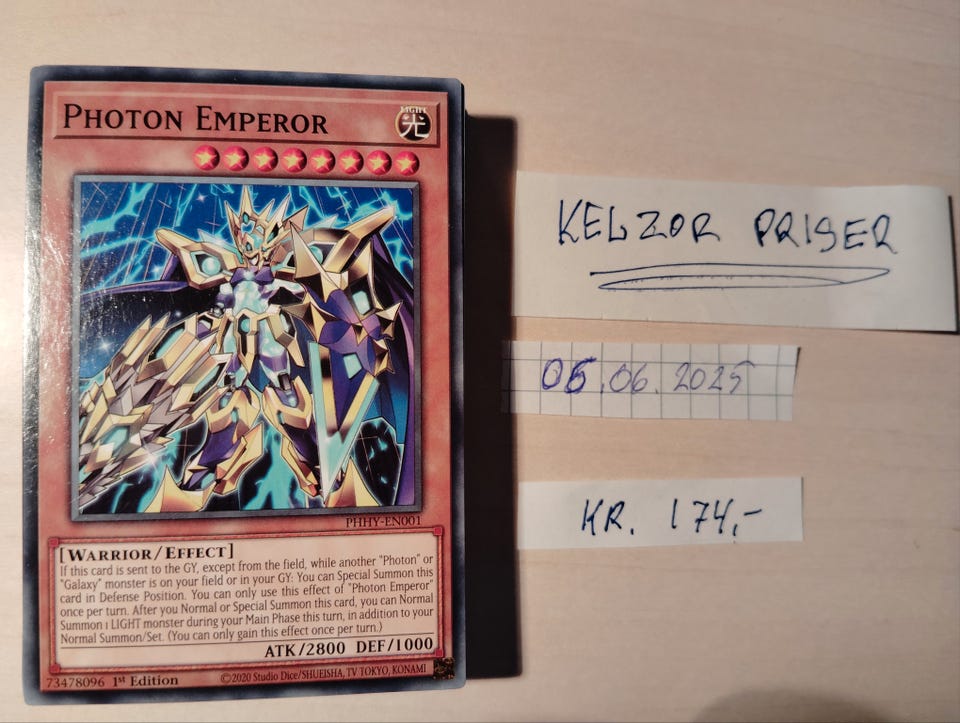 PHOTON EMPEROR
LIGHT
光
PHHY-EN001
[WARRIOR/EFFECT]
If this card is sent to the GY, except from the field, while another "Photon" or
"Galaxy" monster is on your field or in your GY: You can Special Summon this
card in Defense Position. You can only use this effect of "Photon Emperor"
once per turn. After you Normal or Special Summon this card, you can Normal
Summon 1 LIGHT monster during your Main Phase this turn, in addition to your
Normal Summon/Set. (You can only gain this effect once per turn.)
ATK/2800 DEF/1000
73478096 1st Edition
©2020 Studio Dice/SHUEISHA, TV TOKYO, KONAMI
KELZOR PRISER
05.06.2025
KR. 174,-